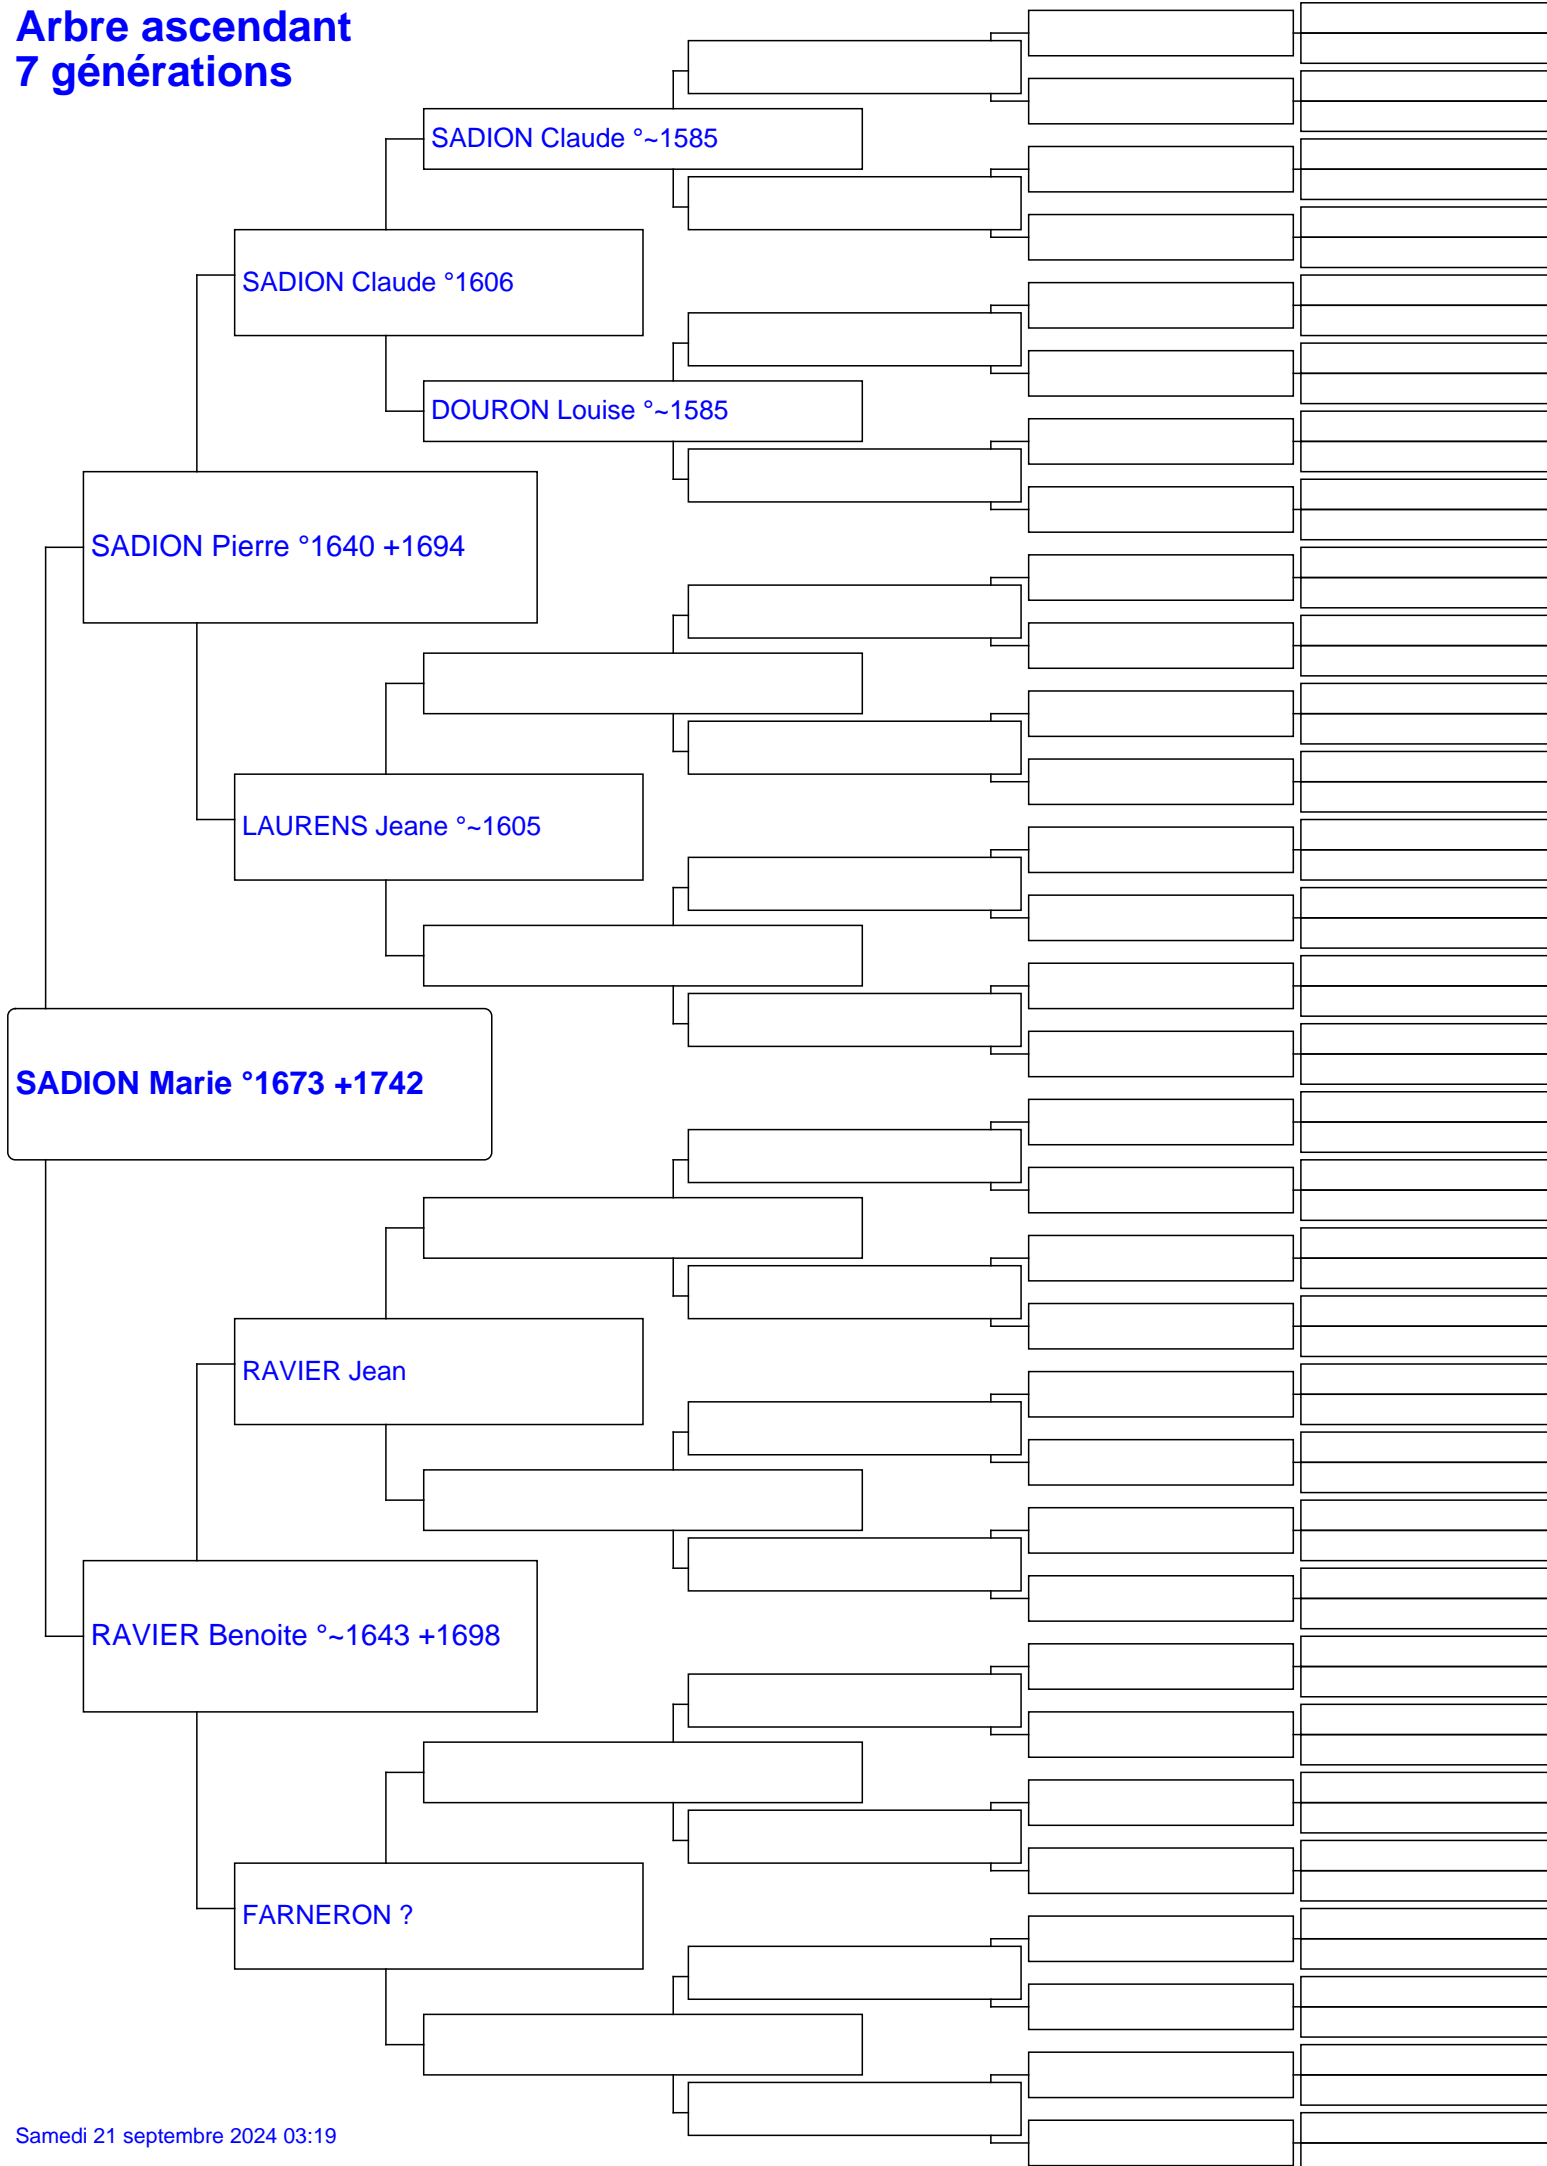 Arbre ascendant
7 générations
SADION Claude °~1585
SADION Claude °1606
DOURON Louise °~1585
SADION Pierre °1640 +1694
LAURENS Jeane °~1605
SADION Marie °1673 +1742
RAVIER Jean
RAVIER Benoite °~1643 +1698
FARNERON ?
Samedi 21 septembre 2024 03:19